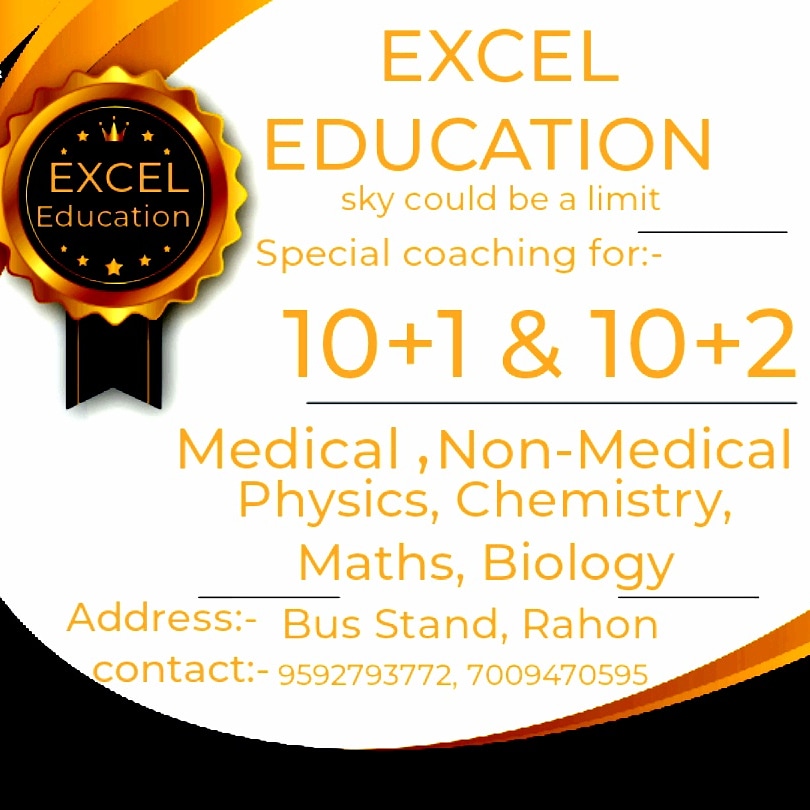 EXCEL
EDUCATION
sky could be a limit
EXCEL
Education
Special coaching for:-
10+1 & 10+2
Medical ,Non-Medical
Physics, Chemistry,
Maths, Biology
Address:- Bus Stand, Rahon
contact:- 9592793772, 7009470595